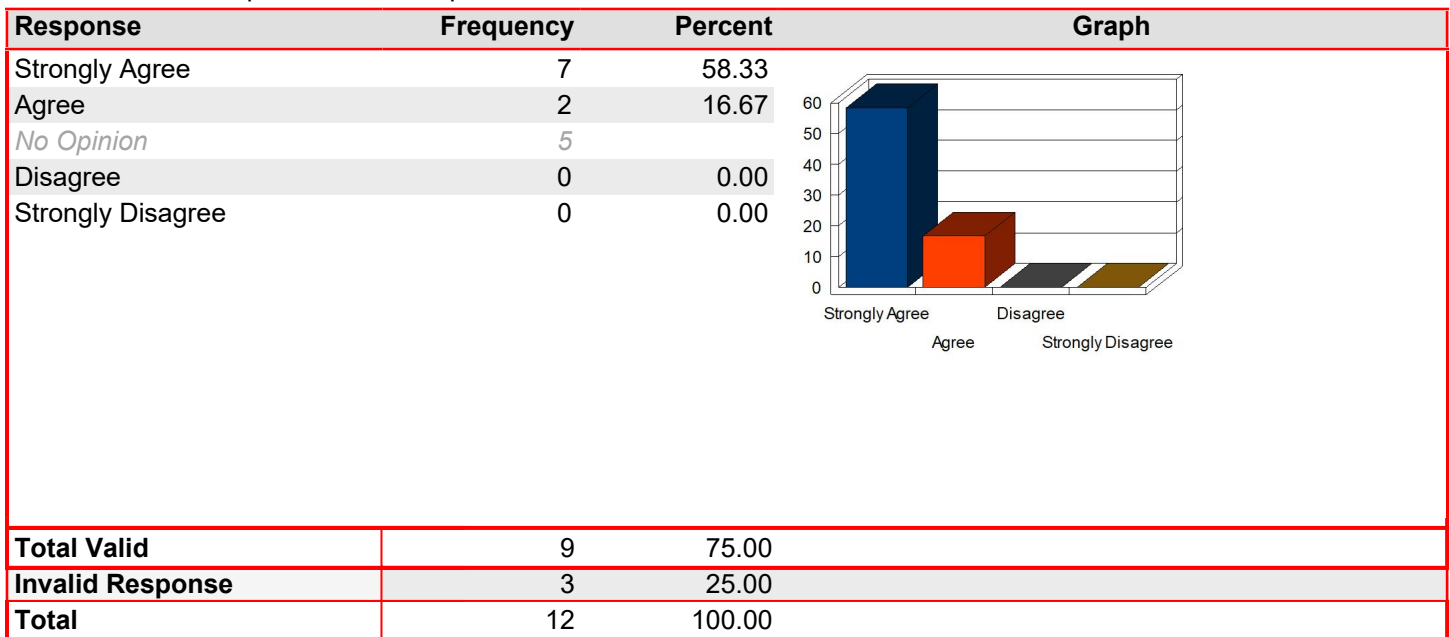 Response Frequency Percent Graph
Strongly Agree 7 58.33
Agree 2 16.67
No Opinion 5
Disagree 0 0.00
Strongly Disagree 0 0.00
60
50
40
30
20
10
0
Strongly Agree Disagree
Agree Strongly Disagree
Total Valid 9 75.00
Invalid Response 3 25.00
Total 12 100.00